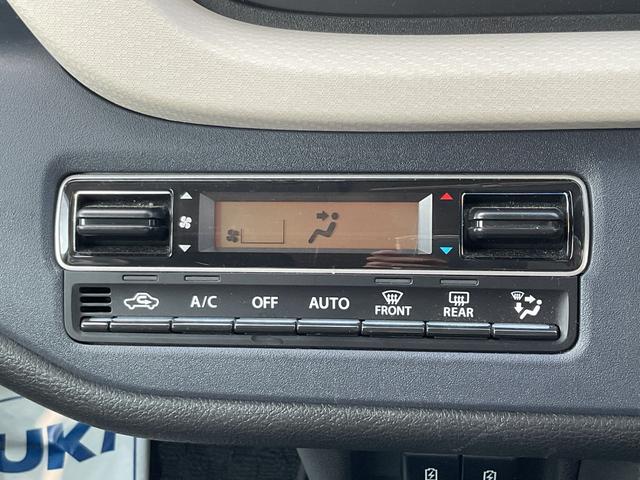 A/C OFF AUTO FRONT REAR
UKI